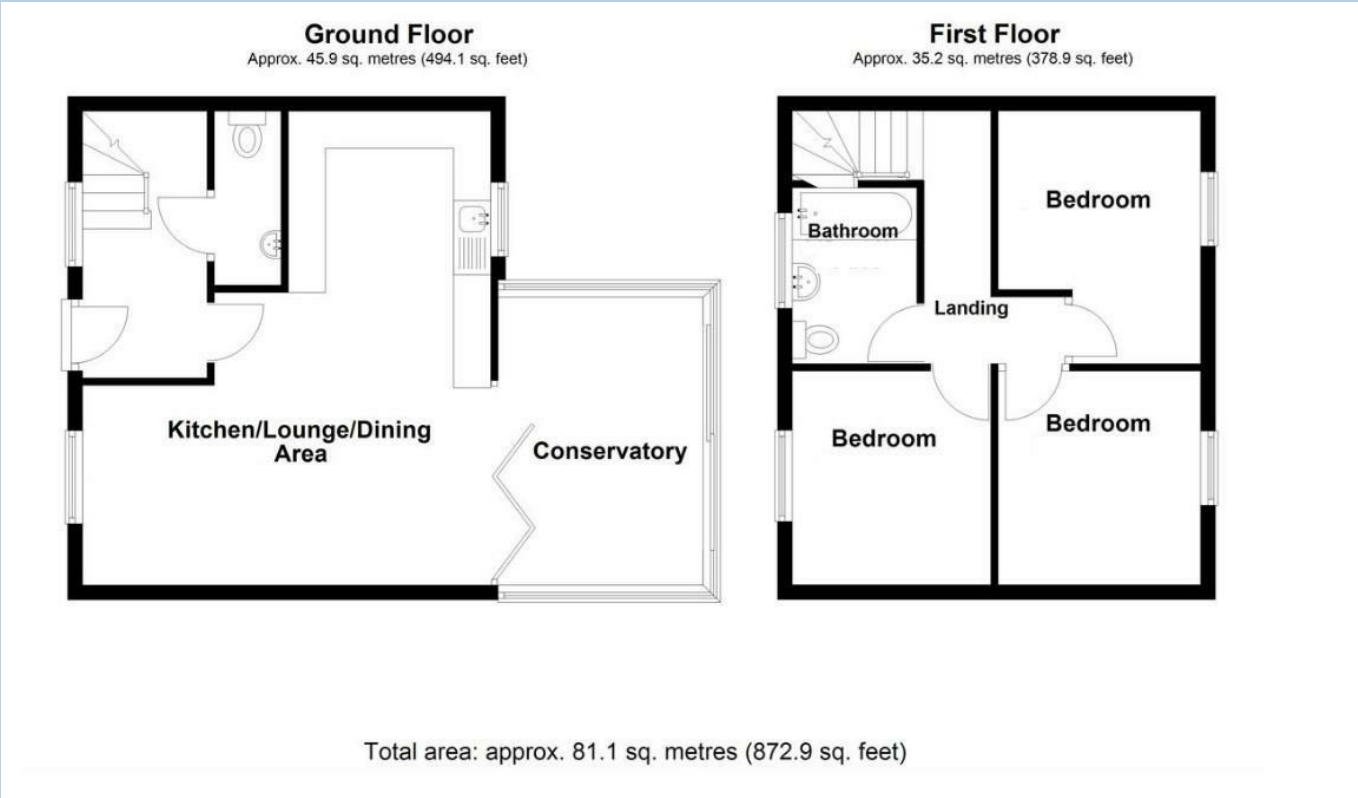 Ground Floor
Approx. 45.9 sq. metres (494.1 sq. feet)
Kitchen/Lounge/Dining
Area
Conservatory
First Floor
Approx. 35.2 sq. metres (378.9 sq. feet)
Bedroom
Bathroom
Landing
Bedroom
Bedroom
Total area: approx. 81.1 sq. metres (872.9 sq. feet)